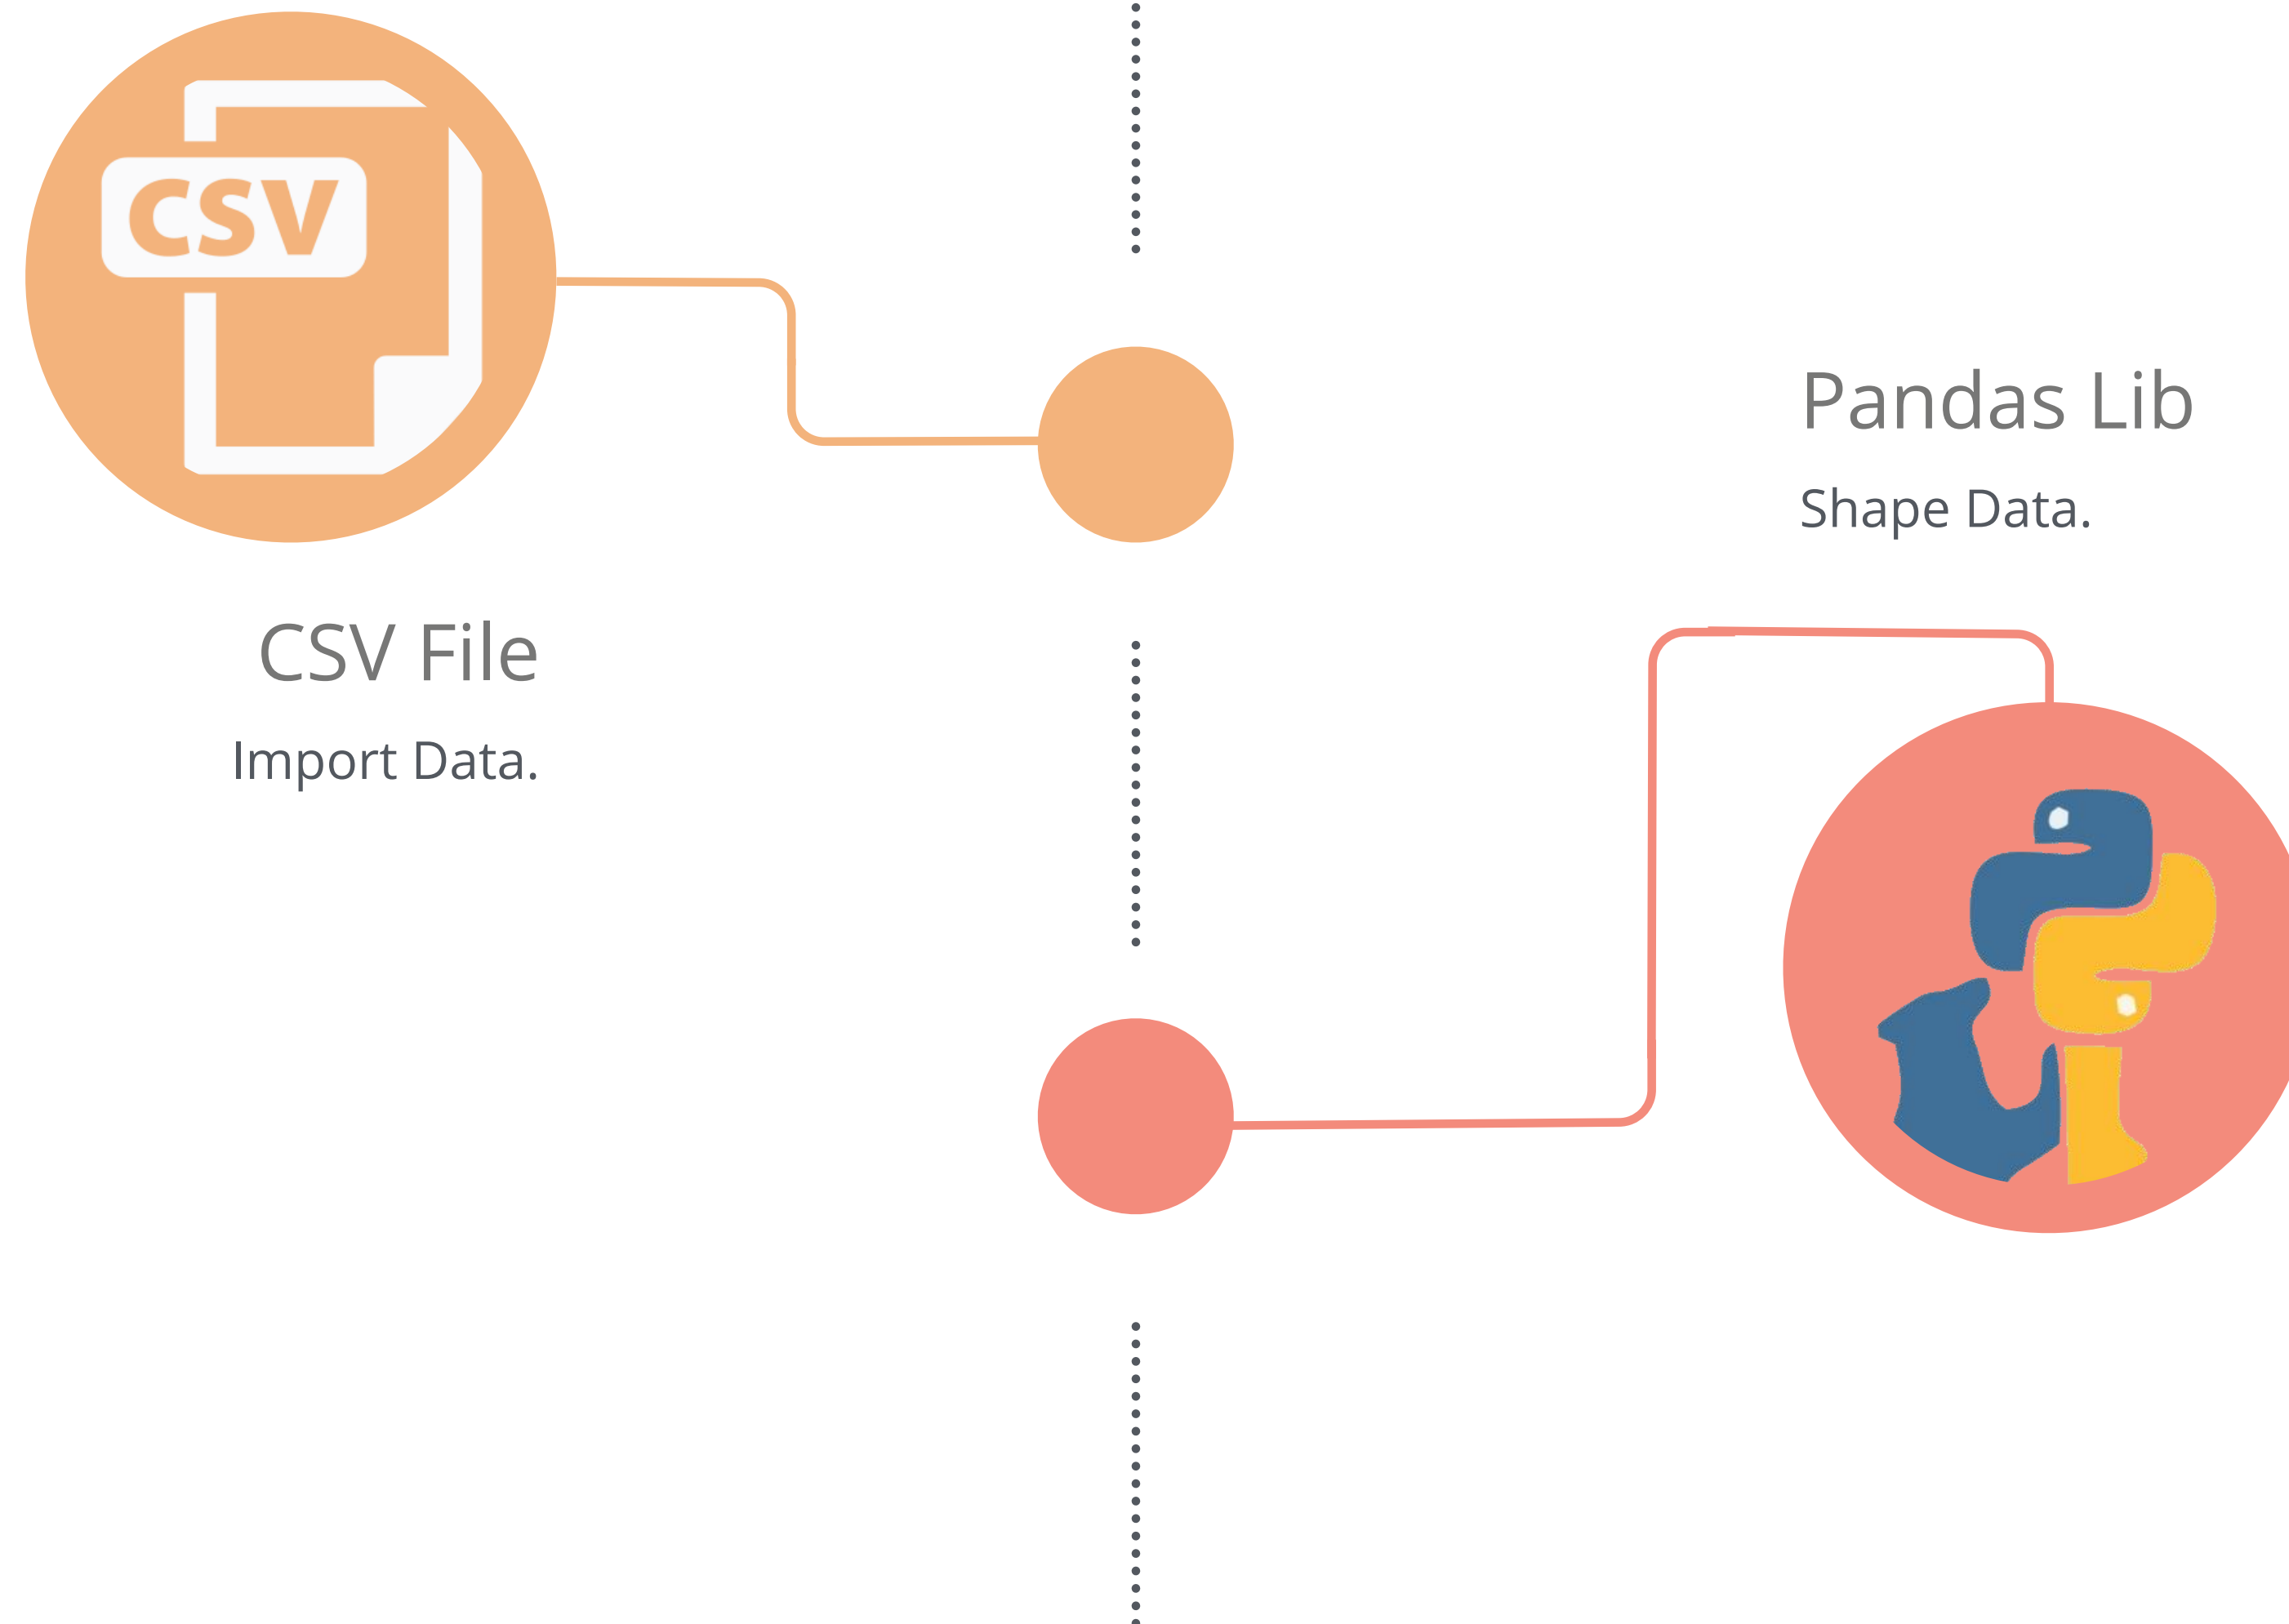 CSV
CSV File
Import Data.
Pandas Lib
Shape Data.